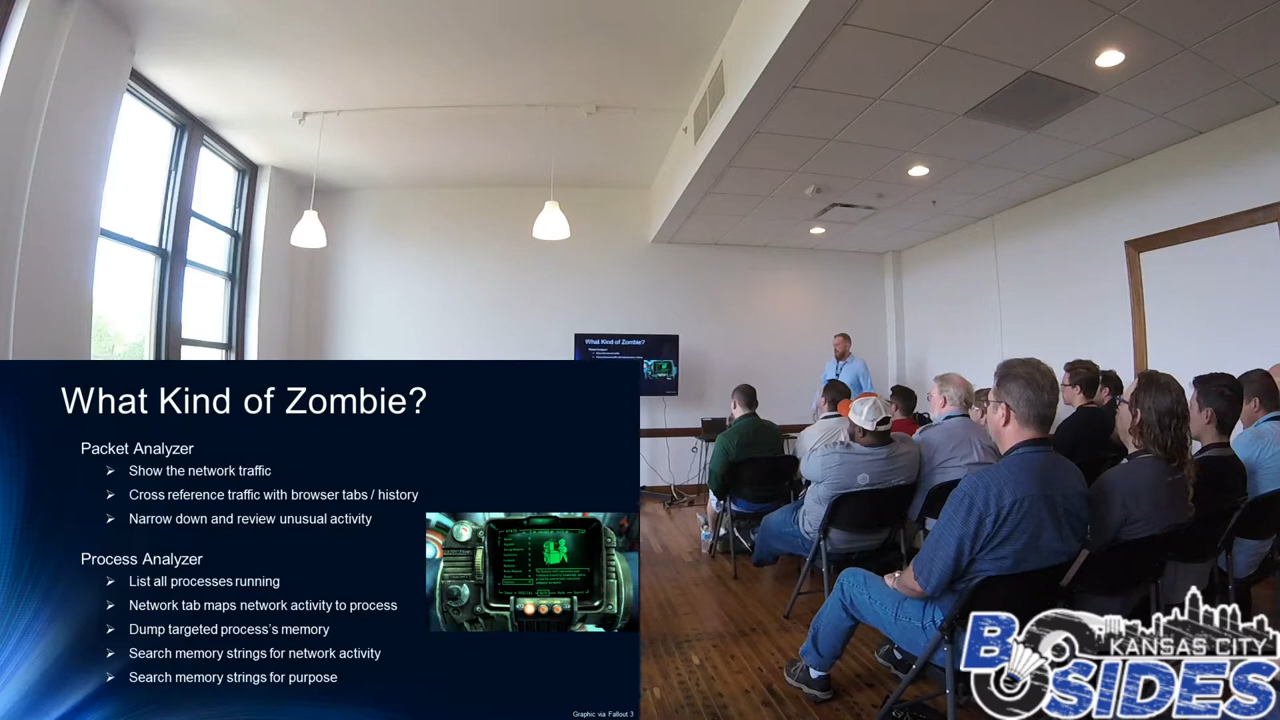 What Kind of Zombie?
What Kind of Zombie?
Packet Analyzer
Show the network traffic
Cross reference traffic with browser tabs / history
Narrow down and review unusual activity
Process Analyzer
List all processes running
Network tab maps network activity to process
Dump targeted process's memory
Search memory strings for network activity
Search memory strings for purpose
Graphic via Fallout 3
KANSAS CITY
B SIDES